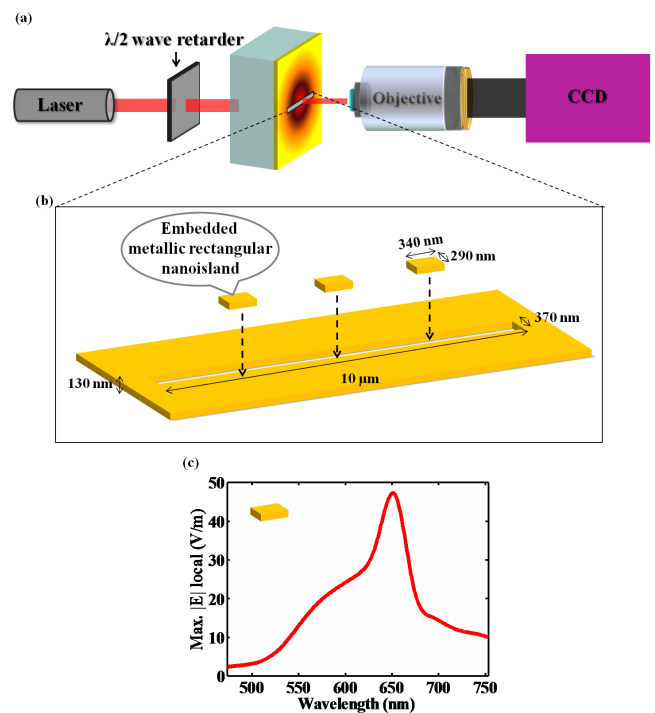 (a)
λ/2 wave retarder
Laser
Objective
CCD
(b)
Embedded
metallic rectangular
nanoisland
340 nm
290 nm
370 nm
130 nm
10 μm
(c)
Max. |E| local (V/m)
50
40
30
20
10
0
500 550 600 650 700 750
Wavelength (nm)